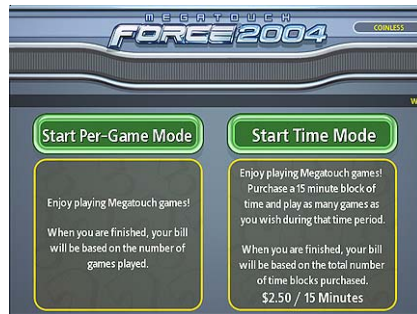 MEGATOUCH
FORCE 2004
COINLESS
W
Start Per-Game Mode
Start Time Mode
Enjoy playing Megatouch games!
When you are finished, your bill
will be based on the number of
games played.
Enjoy playing Megatouch games!
Purchase a 15 minute block of
time and play as many games as
you wish during that time period.
When you are finished, your bill
will be based on the total number
of time blocks purchased.
$2.50 / 15 Minutes